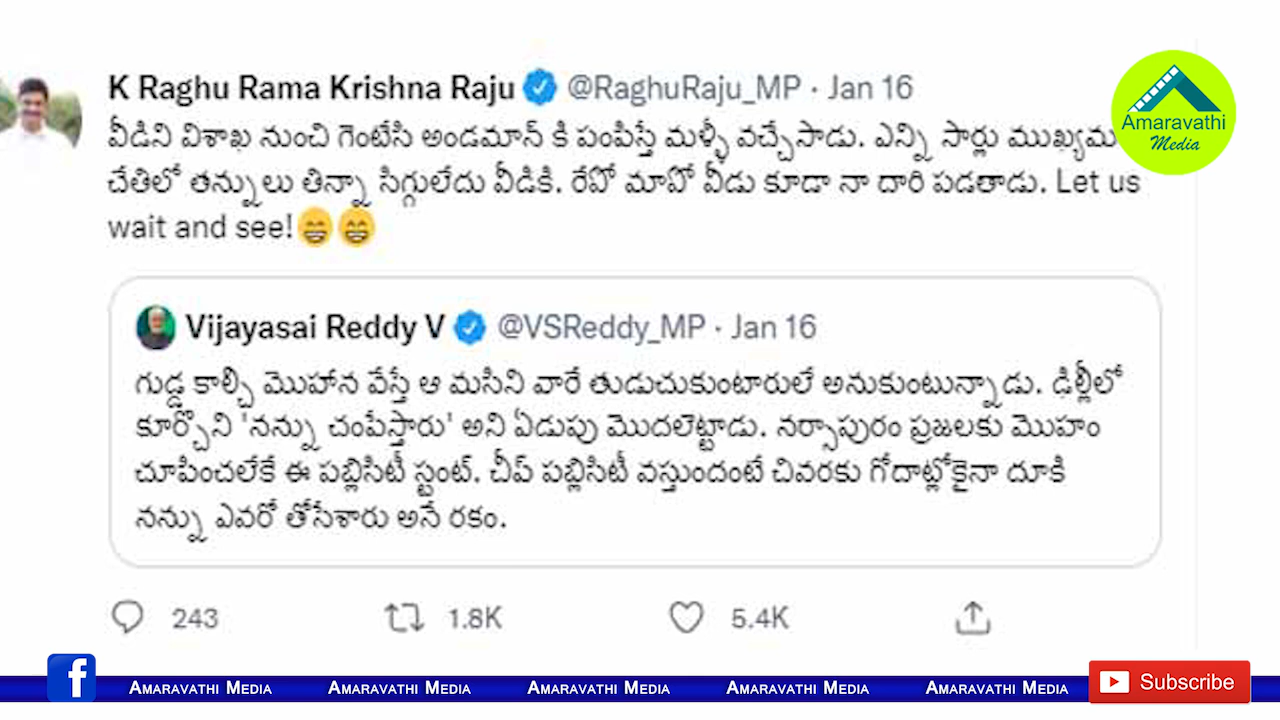 K Raghu Rama Krishna Raju @RaghuRaju_MP · Jan 16
వీడిని విశాఖ నుంచి గెంటేసి అండమాన్ కి పంపిస్తే మళ్ళీ వచ్చేసాడు. ఎన్ని సార్లు ముఖ్యమ
చేతిలో తన్నులు తిన్నా సిగ్గులేదు వీడికి. రేపో మాపో వీడు కూడా నా దారి పడతాడు. Let us
wait and see!😁😁
Amaravathi
Media
Vijayasai Reddy V @VSReddy_MP · Jan 16
గుడ్డ కాల్చి మొహాన వేస్తే ఆ మసిని వారే తుడుచుకుంటారులే అనుకుంటున్నాడు. ఢిల్లీలో
కూర్చొని 'నన్ను చంపేస్తారు' అని ఏడుపు మొదలెట్టాడు. నర్సాపురం ప్రజలకు మొహం
చూపించలేకే ఈ పబ్లిసిటీ స్టంట్. చీప్ పబ్లిసిటీ వస్తుందంటే చివరకు గోదాట్లోకైనా దూకి
నన్ను ఎవరో తోసేశారు అనే రకం.
243 1.8K 5.4K
f Amaravathi Media Amaravathi Media Amaravathi Media Amaravathi Media Amaravathi Media Subscribe